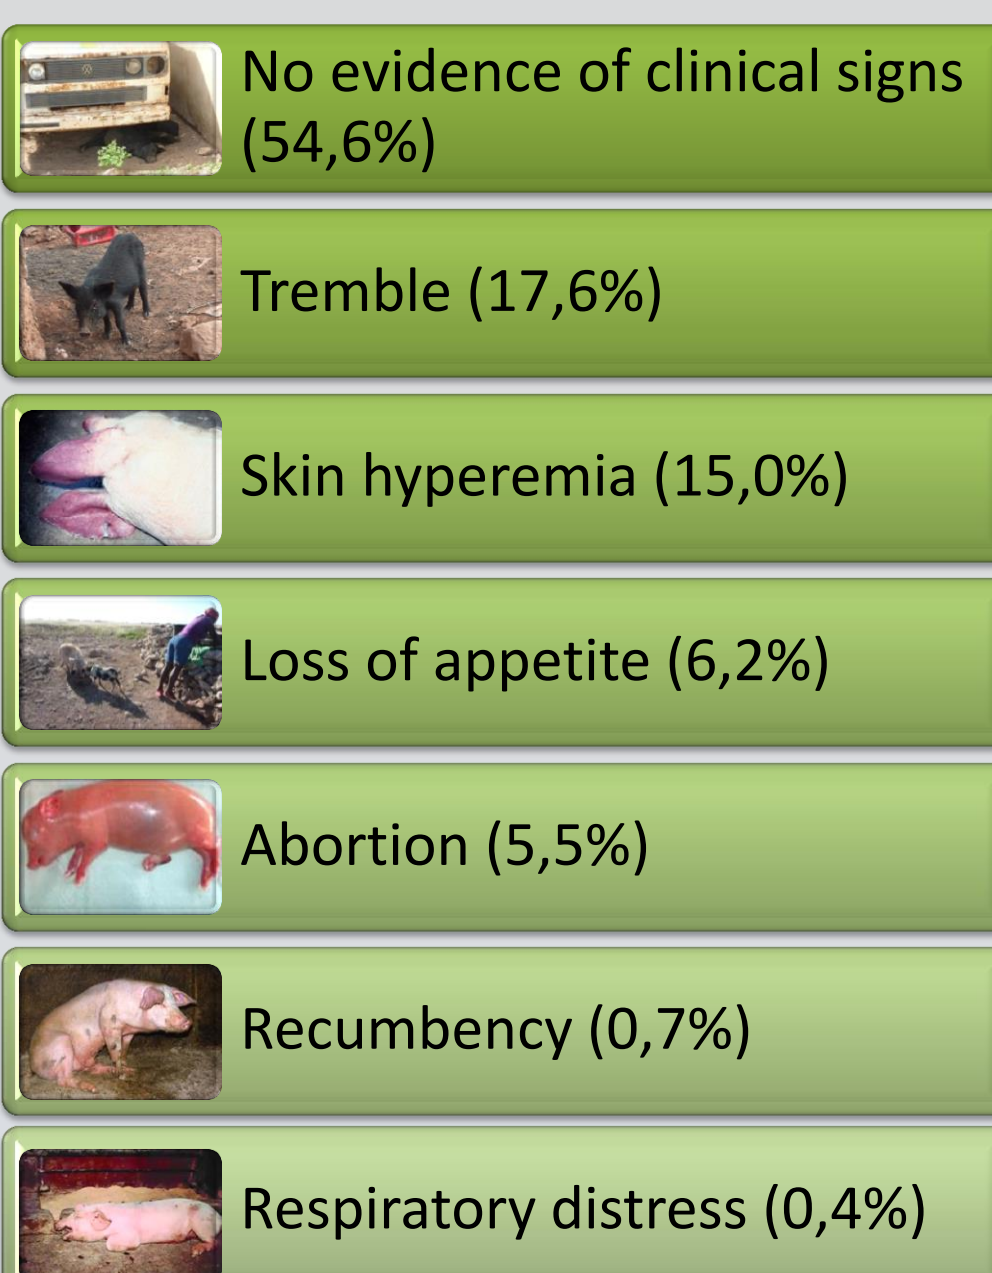 No evidence of clinical signs
(54,6%)
Tremble (17,6%)
Skin hyperemia (15,0%)
Loss of appetite (6,2%)
Abortion (5,5%)
Recumbency (0,7%)
Respiratory distress (0,4%)